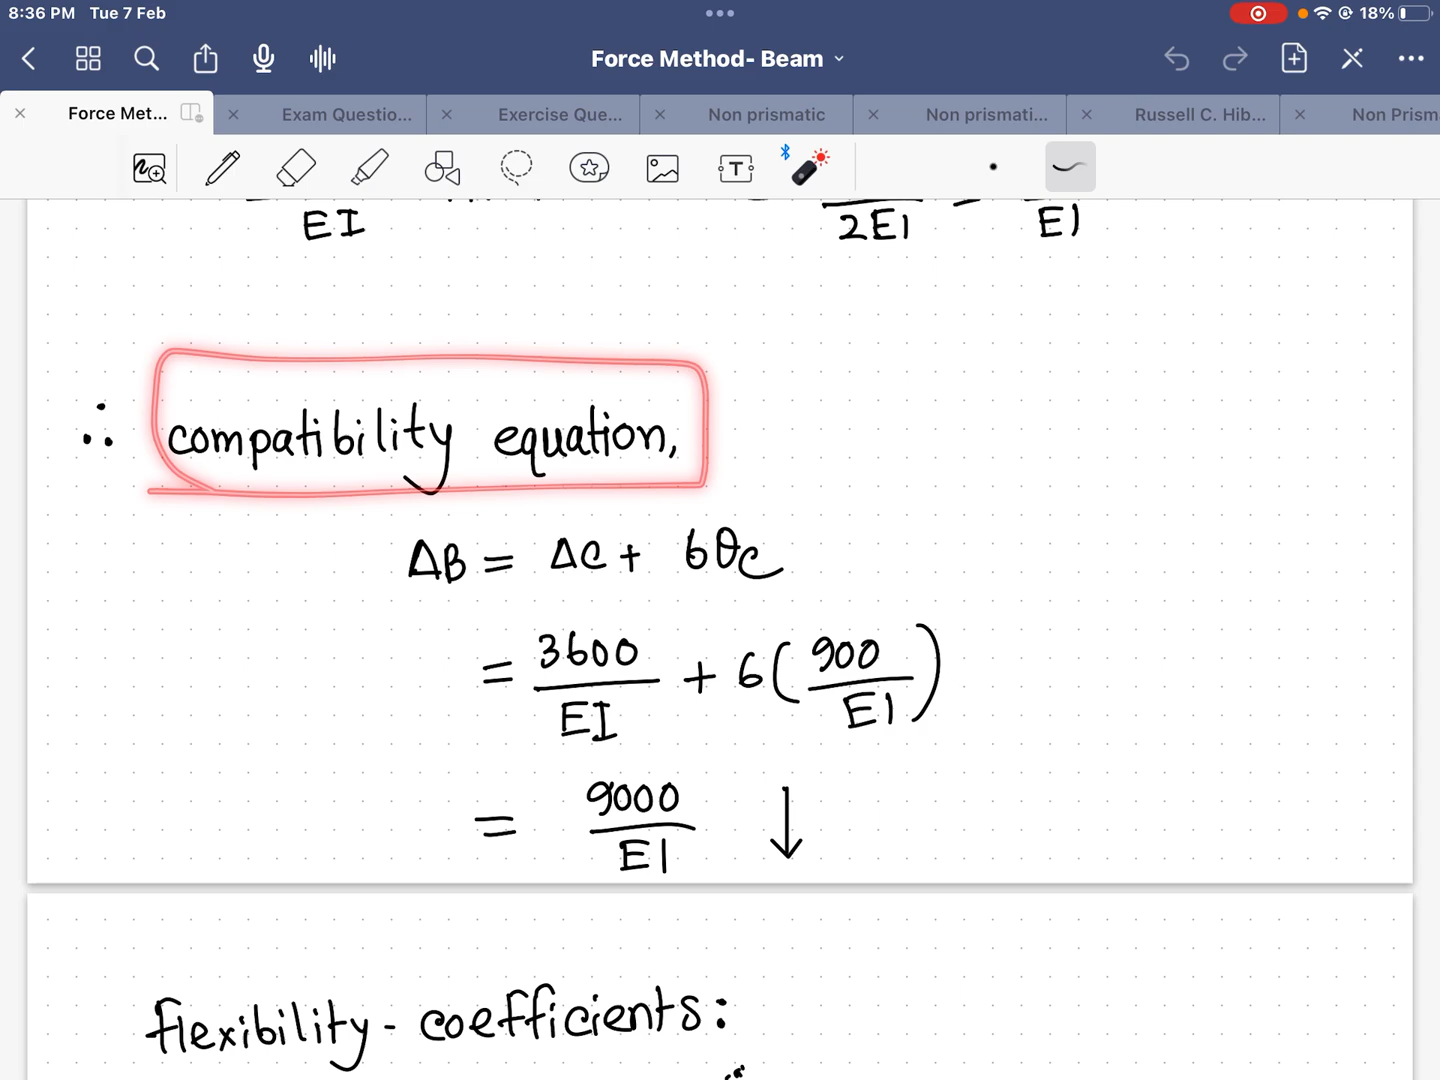 8:36 PM Tue 7 Feb
18%
Force Method- Beam
Force Met...
Exam Questio...
Exercise Que...
Non prismatic
Non prismati...
Russell C. Hib...
Non Prism
T
EI
2EI
EI
∴ compatibility equation,
ΔB = ΔC + 6θc
= 3600/EI + 6(900/EI)
= 9000/EI ↓
flexibility - coefficients: